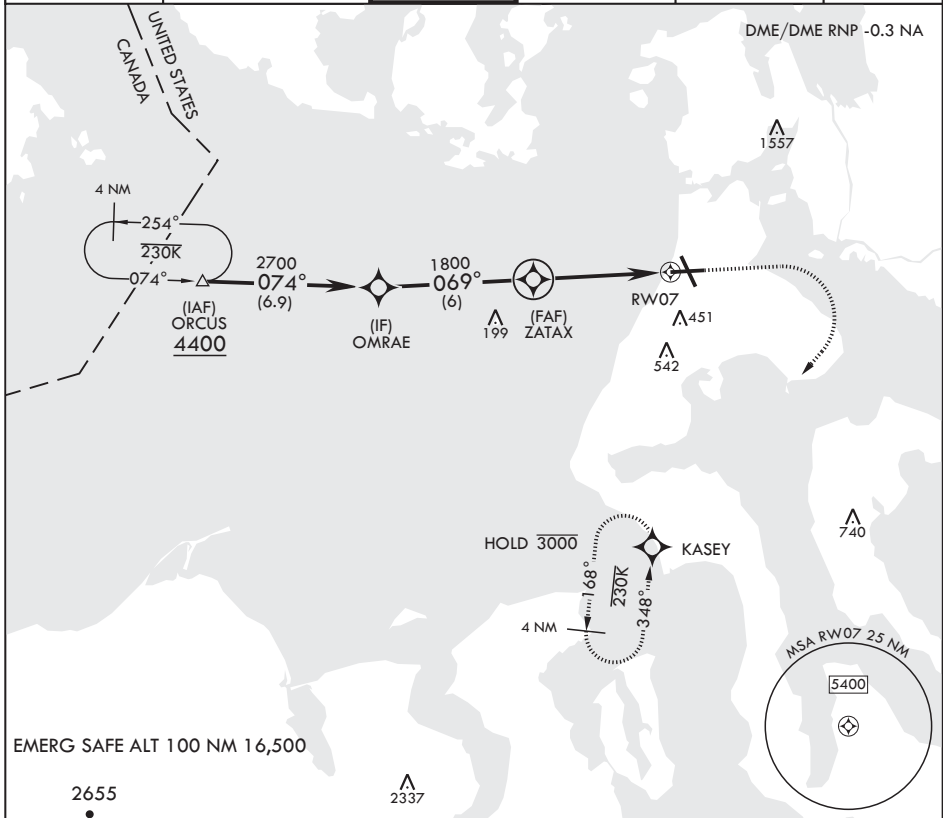 DME/DME RNP -0.3 NA
UNITED STATES
CANADA
1557
4 NM
254°
230K
074°
2700
074°
(6.9)
1800
069°
(6)
(IAF)
ORCUS
4400
(IF)
OMRAE
199
(FAF)
ZATAX
RW07
451
542
740
HOLD 3000
KASEY
168°
230K
348°
4 NM
MSA RW07 25 NM
5400
EMERG SAFE ALT 100 NM 16,500
2655
2337